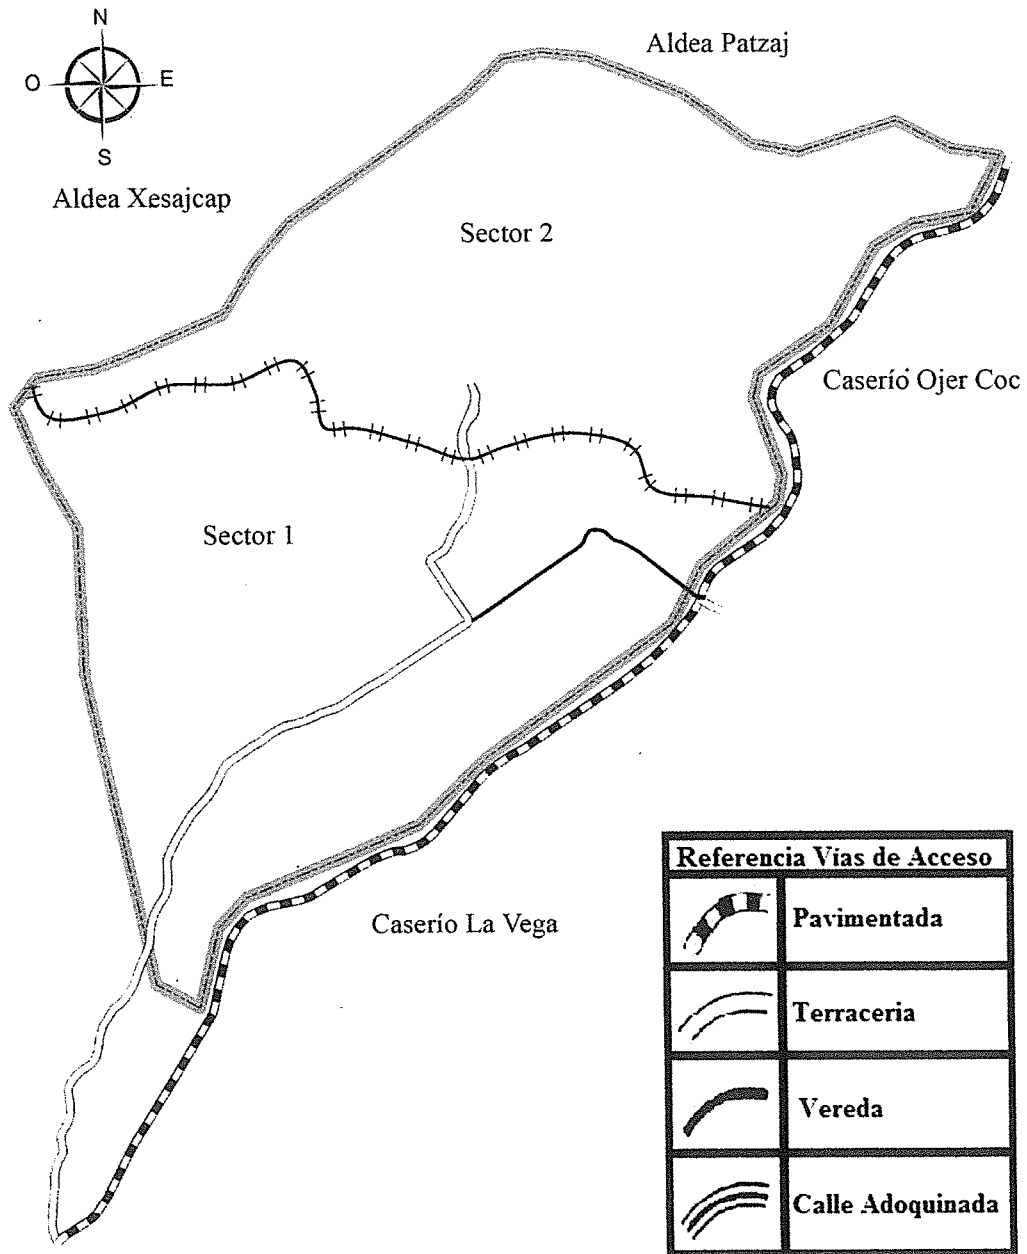 N
Aldea Patzaj
O
E
S
Aldea Xesajcap
Sector 2
Caserío Ojer Coc
Sector 1
Caserío La Vega
Referencia Vías de Acceso
Pavimentada
Terraceria
Vereda
Calle Adoquinada